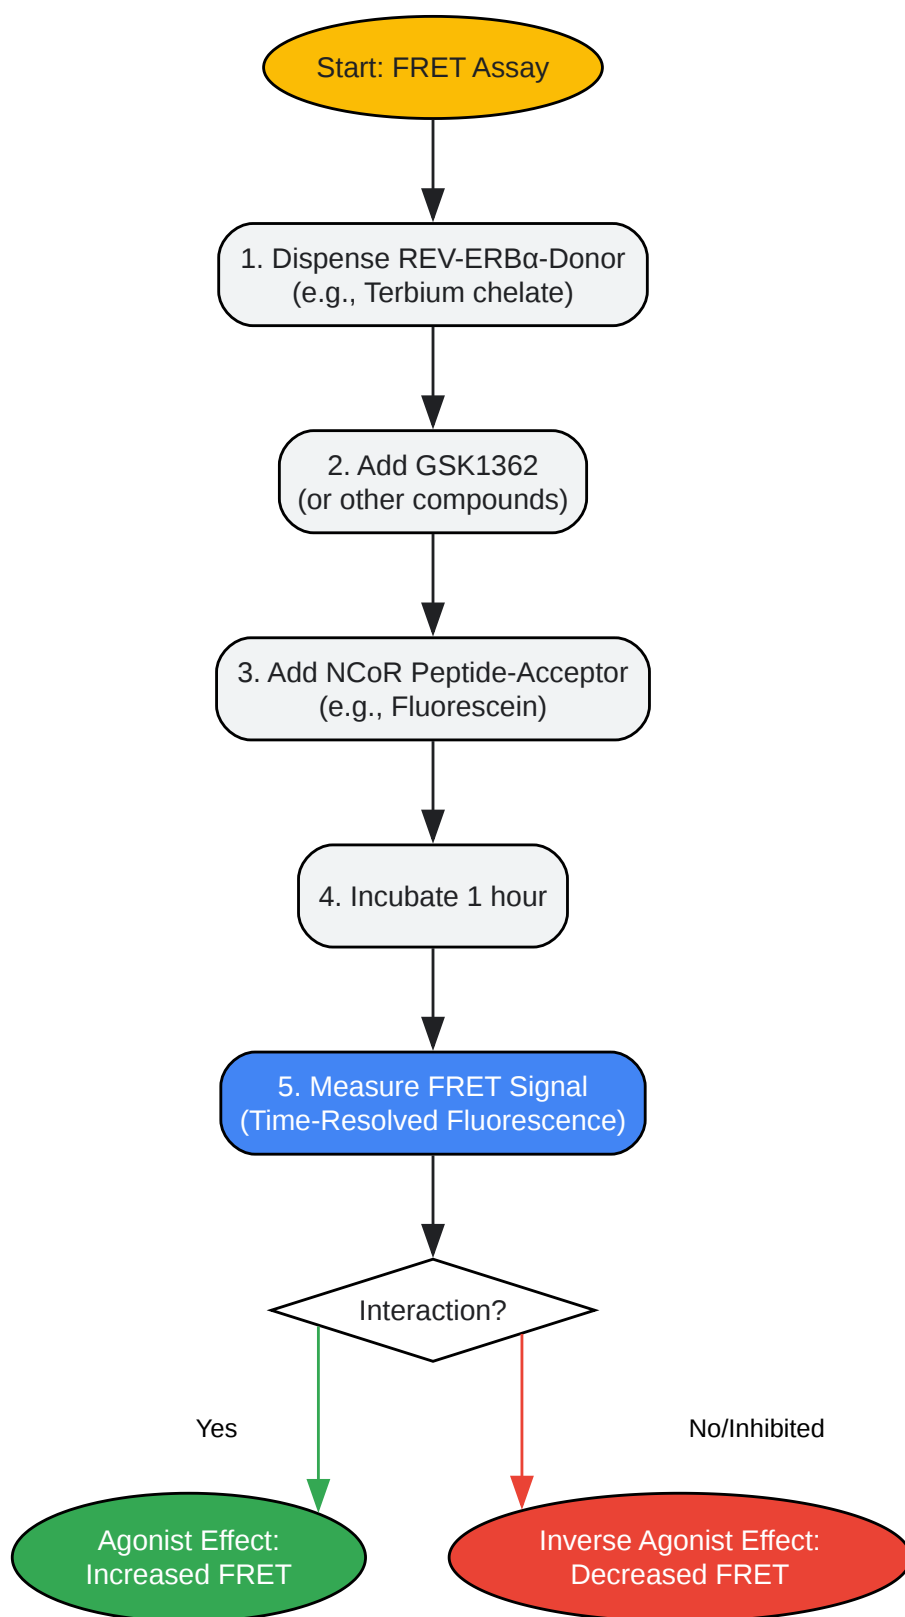 Start: FRET Assay
1. Dispense REV-ERBα-Donor
(e.g., Terbium chelate)
2. Add GSK1362
(or other compounds)
3. Add NCoR Peptide-Acceptor
(e.g., Fluorescein)
4. Incubate 1 hour
5. Measure FRET Signal
(Time-Resolved Fluorescence)
Interaction?
Yes
No/Inhibited
Agonist Effect:
Increased FRET
Inverse Agonist Effect:
Decreased FRET